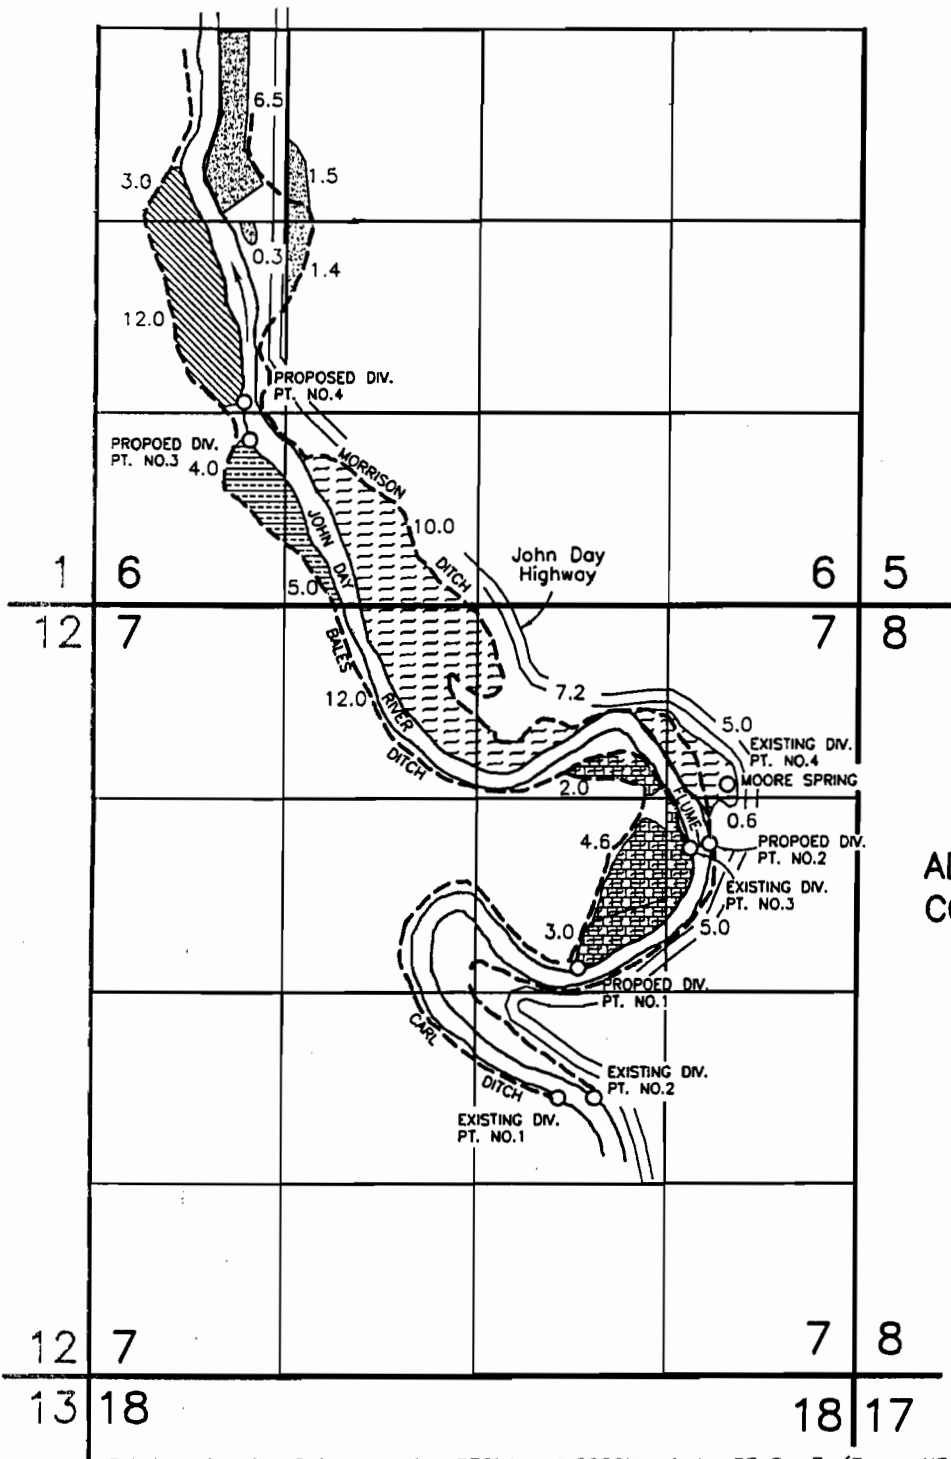 6.5
3.0
1.5
0.3
1.4
12.0
PROPOSED DIV.
PT. NO.4
PROPOED DIV.
PT. NO.3
4.0
MORRISON
10.0
DITCH
JOHN DAY
RIVER
John Day
Highway
1 6
6 5
5.0
12 7
7 8
BALES
DITCH
12.0
7.2
5.0
EXISTING DIV.
PT. NO.4
MOORE SPRING
2.0
FLUME
0.6
4.6
PROPOED DIV.
PT. NO.2
EXISTING DIV.
PT. NO.3
3.0
5.0
PROPOED DIV.
PT. NO.1
CARL
DITCH
EXISTING DIV.
PT. NO.2
EXISTING DIV.
PT. NO.1
12 7
7 8
13 18
18 17